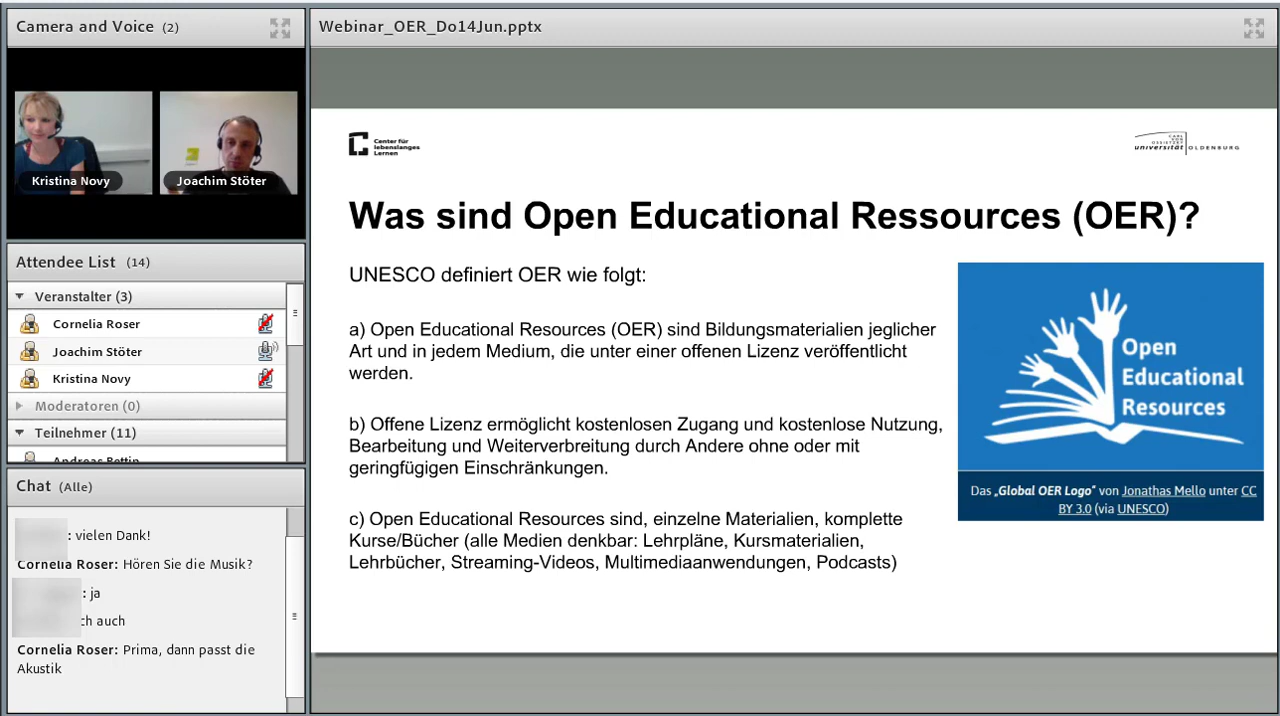 Camera and Voice (2)
Kristina Novy
Joachim Stöter
Attendee List (14)
Veranstalter (3)
Cornelia Roser
Joachim Stöter
Kristina Novy
Moderatoren (0)
Teilnehmer (11)
Andreas Bettin
Chat (Alle)
: vielen Dank!
Cornelia Roser: Hören Sie die Musik?
: ja
ch auch
Cornelia Roser: Prima, dann passt die
Akustik
Webinar_OER_Do14Jun.pptx
Center für
lebenslanges
Lernen
CARL
VON
OSSIETZKY
universität OLDENBURG
Was sind Open Educational Ressources (OER)?
UNESCO definiert OER wie folgt:
a) Open Educational Resources (OER) sind Bildungsmaterialien jeglicher
Art und in jedem Medium, die unter einer offenen Lizenz veröffentlicht
werden.
b) Offene Lizenz ermöglicht kostenlosen Zugang und kostenlose Nutzung,
Bearbeitung und Weiterverbreitung durch Andere ohne oder mit
geringfügigen Einschränkungen.
c) Open Educational Resources sind, einzelne Materialien, komplette
Kurse/Bücher (alle Medien denkbar: Lehrpläne, Kursmaterialien,
Lehrbücher, Streaming-Videos, Multimediaanwendungen, Podcasts)
Open
Educational
Resources
Das „Global OER Logo" von Jonathas Mello unter CC
BY 3.0 (via UNESCO)